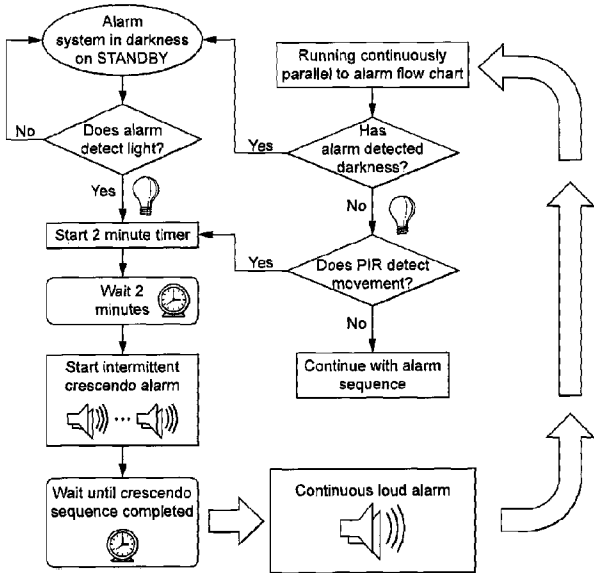 Alarm
system in darkness
on STANDBY
No
Does alarm
detect light?
Yes
Start 2 minute timer
Wait 2
minutes
Start intermittent
crescendo alarm
Wait until crescendo
sequence completed
Running continuously
parallel to alarm flow chart
Yes
Has
alarm detected
darkness?
No
Yes
Does PIR detect
movement?
No
Continue with alarm
sequence
Continuous loud alarm